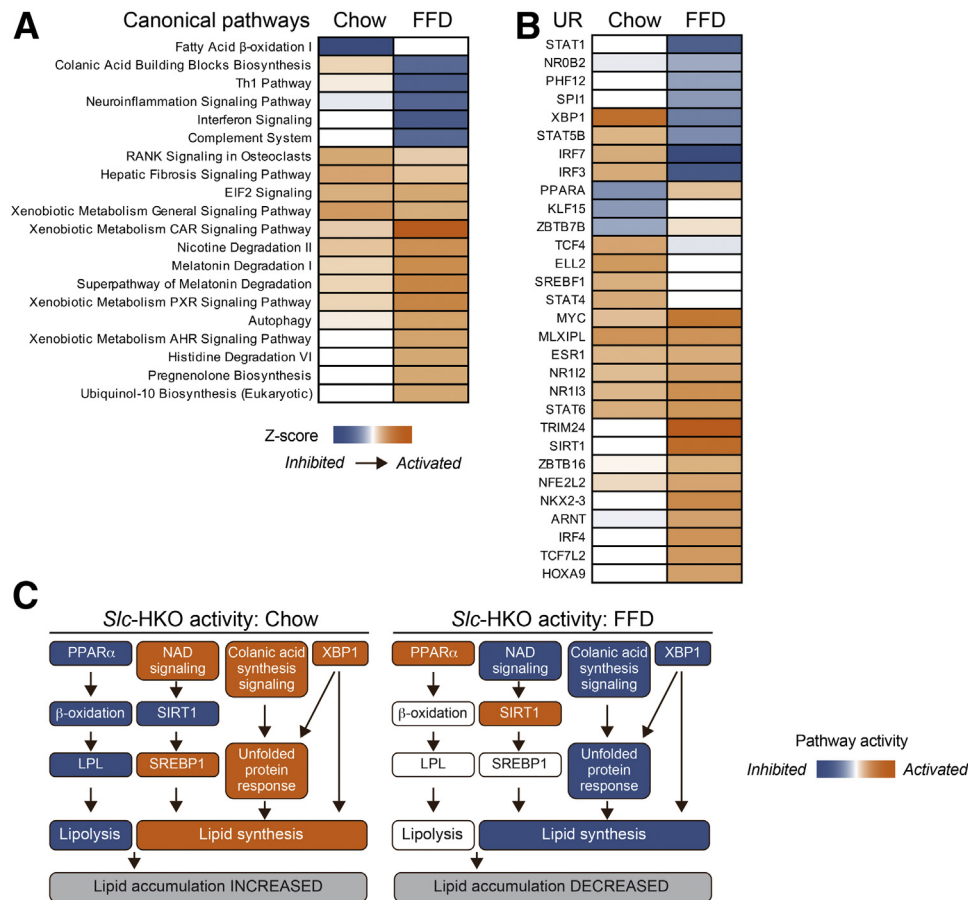 A
Canonical pathways Chow FFD
Fatty Acid β-oxidation I
Colanic Acid Building Blocks Biosynthesis
Th1 Pathway
Neuroinflammation Signaling Pathway
Interferon Signaling
Complement System
RANK Signaling in Osteoclasts
Hepatic Fibrosis Signaling Pathway
EIF2 Signaling
Xenobiotic Metabolism General Signaling Pathway
Xenobiotic Metabolism CAR Signaling Pathway
Nicotine Degradation II
Melatonin Degradation I
Superpathway of Melatonin Degradation
Xenobiotic Metabolism PXR Signaling Pathway
Autophagy
Xenobiotic Metabolism AHR Signaling Pathway
Histidine Degradation VI
Pregnenolone Biosynthesis
Ubiquinol-10 Biosynthesis (Eukaryotic)
Z-score
Inhibited Activated
B
UR Chow FFD
STAT1
NR0B2
PHF12
SPI1
XBP1
STAT5B
IRF7
IRF3
PPARA
KLF15
ZBTB7B
TCF4
ELL2
SREBF1
STAT4
MYC
MLXIPL
ESR1
NR1I2
NR1I3
STAT6
TRIM24
SIRT1
ZBTB16
NFE2L2
NKX2-3
ARNT
IRF4
TCF7L2
HOXA9
C
Slc-HKO activity: Chow
PPARα
NAD
signaling
Colanic acid
synthesis
signaling
XBP1
β-oxidation
SIRT1
LPL
SREBP1
Unfolded
protein
response
Lipolysis
Lipid synthesis
Lipid accumulation INCREASED
Slc-HKO activity: FFD
PPARα
NAD
signaling
Colanic acid
synthesis
signaling
XBP1
β-oxidation
SIRT1
LPL
SREBP1
Unfolded
protein
response
Lipolysis
Lipid synthesis
Lipid accumulation DECREASED
Pathway activity
Inhibited Activated